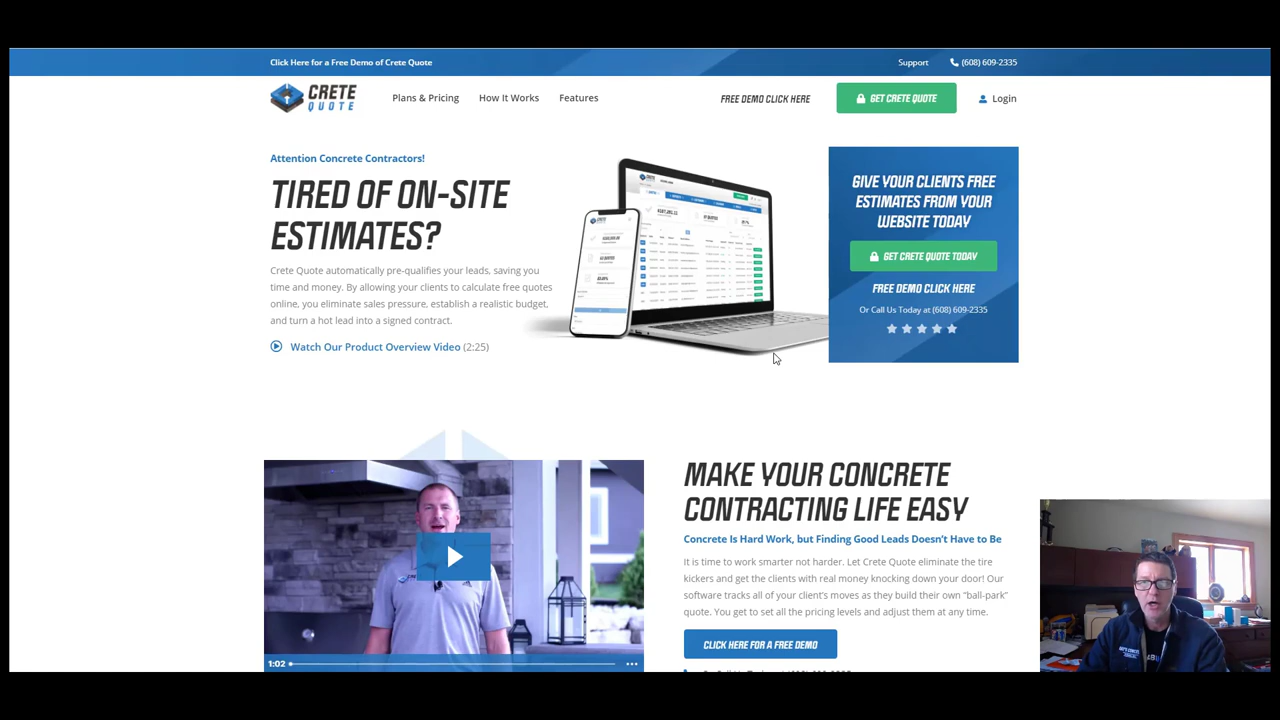 Click Here for a Free Demo of Crete Quote
Support
(608) 609-2335
CRETE
QUOTE
Plans & Pricing
How It Works
Features
FREE DEMO CLICK HERE
GET CRETE QUOTE
Login
Attention Concrete Contractors!
TIRED OF ON-SITE
ESTIMATES?
Crete Quote automatically pre-qualifies your leads, saving you
time and money. By allowing your clients to calculate free quotes
online, you eliminate sales pressure, establish a realistic budget,
and turn a hot lead into a signed contract.
Watch Our Product Overview Video (2:25)
GIVE YOUR CLIENTS FREE
ESTIMATES FROM YOUR
WEBSITE TODAY
GET CRETE QUOTE TODAY
FREE DEMO CLICK HERE
Or Call Us Today at (608) 609-2335
1:02
MAKE YOUR CONCRETE
CONTRACTING LIFE EASY
Concrete Is Hard Work, but Finding Good Leads Doesn't Have to Be
It is time to work smarter not harder. Let Crete Quote eliminate the tire
kickers and get the clients with real money knocking down your door! Our
software tracks all of your client's moves as they build their own "ball-park"
quote. You get to set all the pricing levels and adjust them at any time.
CLICK HERE FOR A FREE DEMO